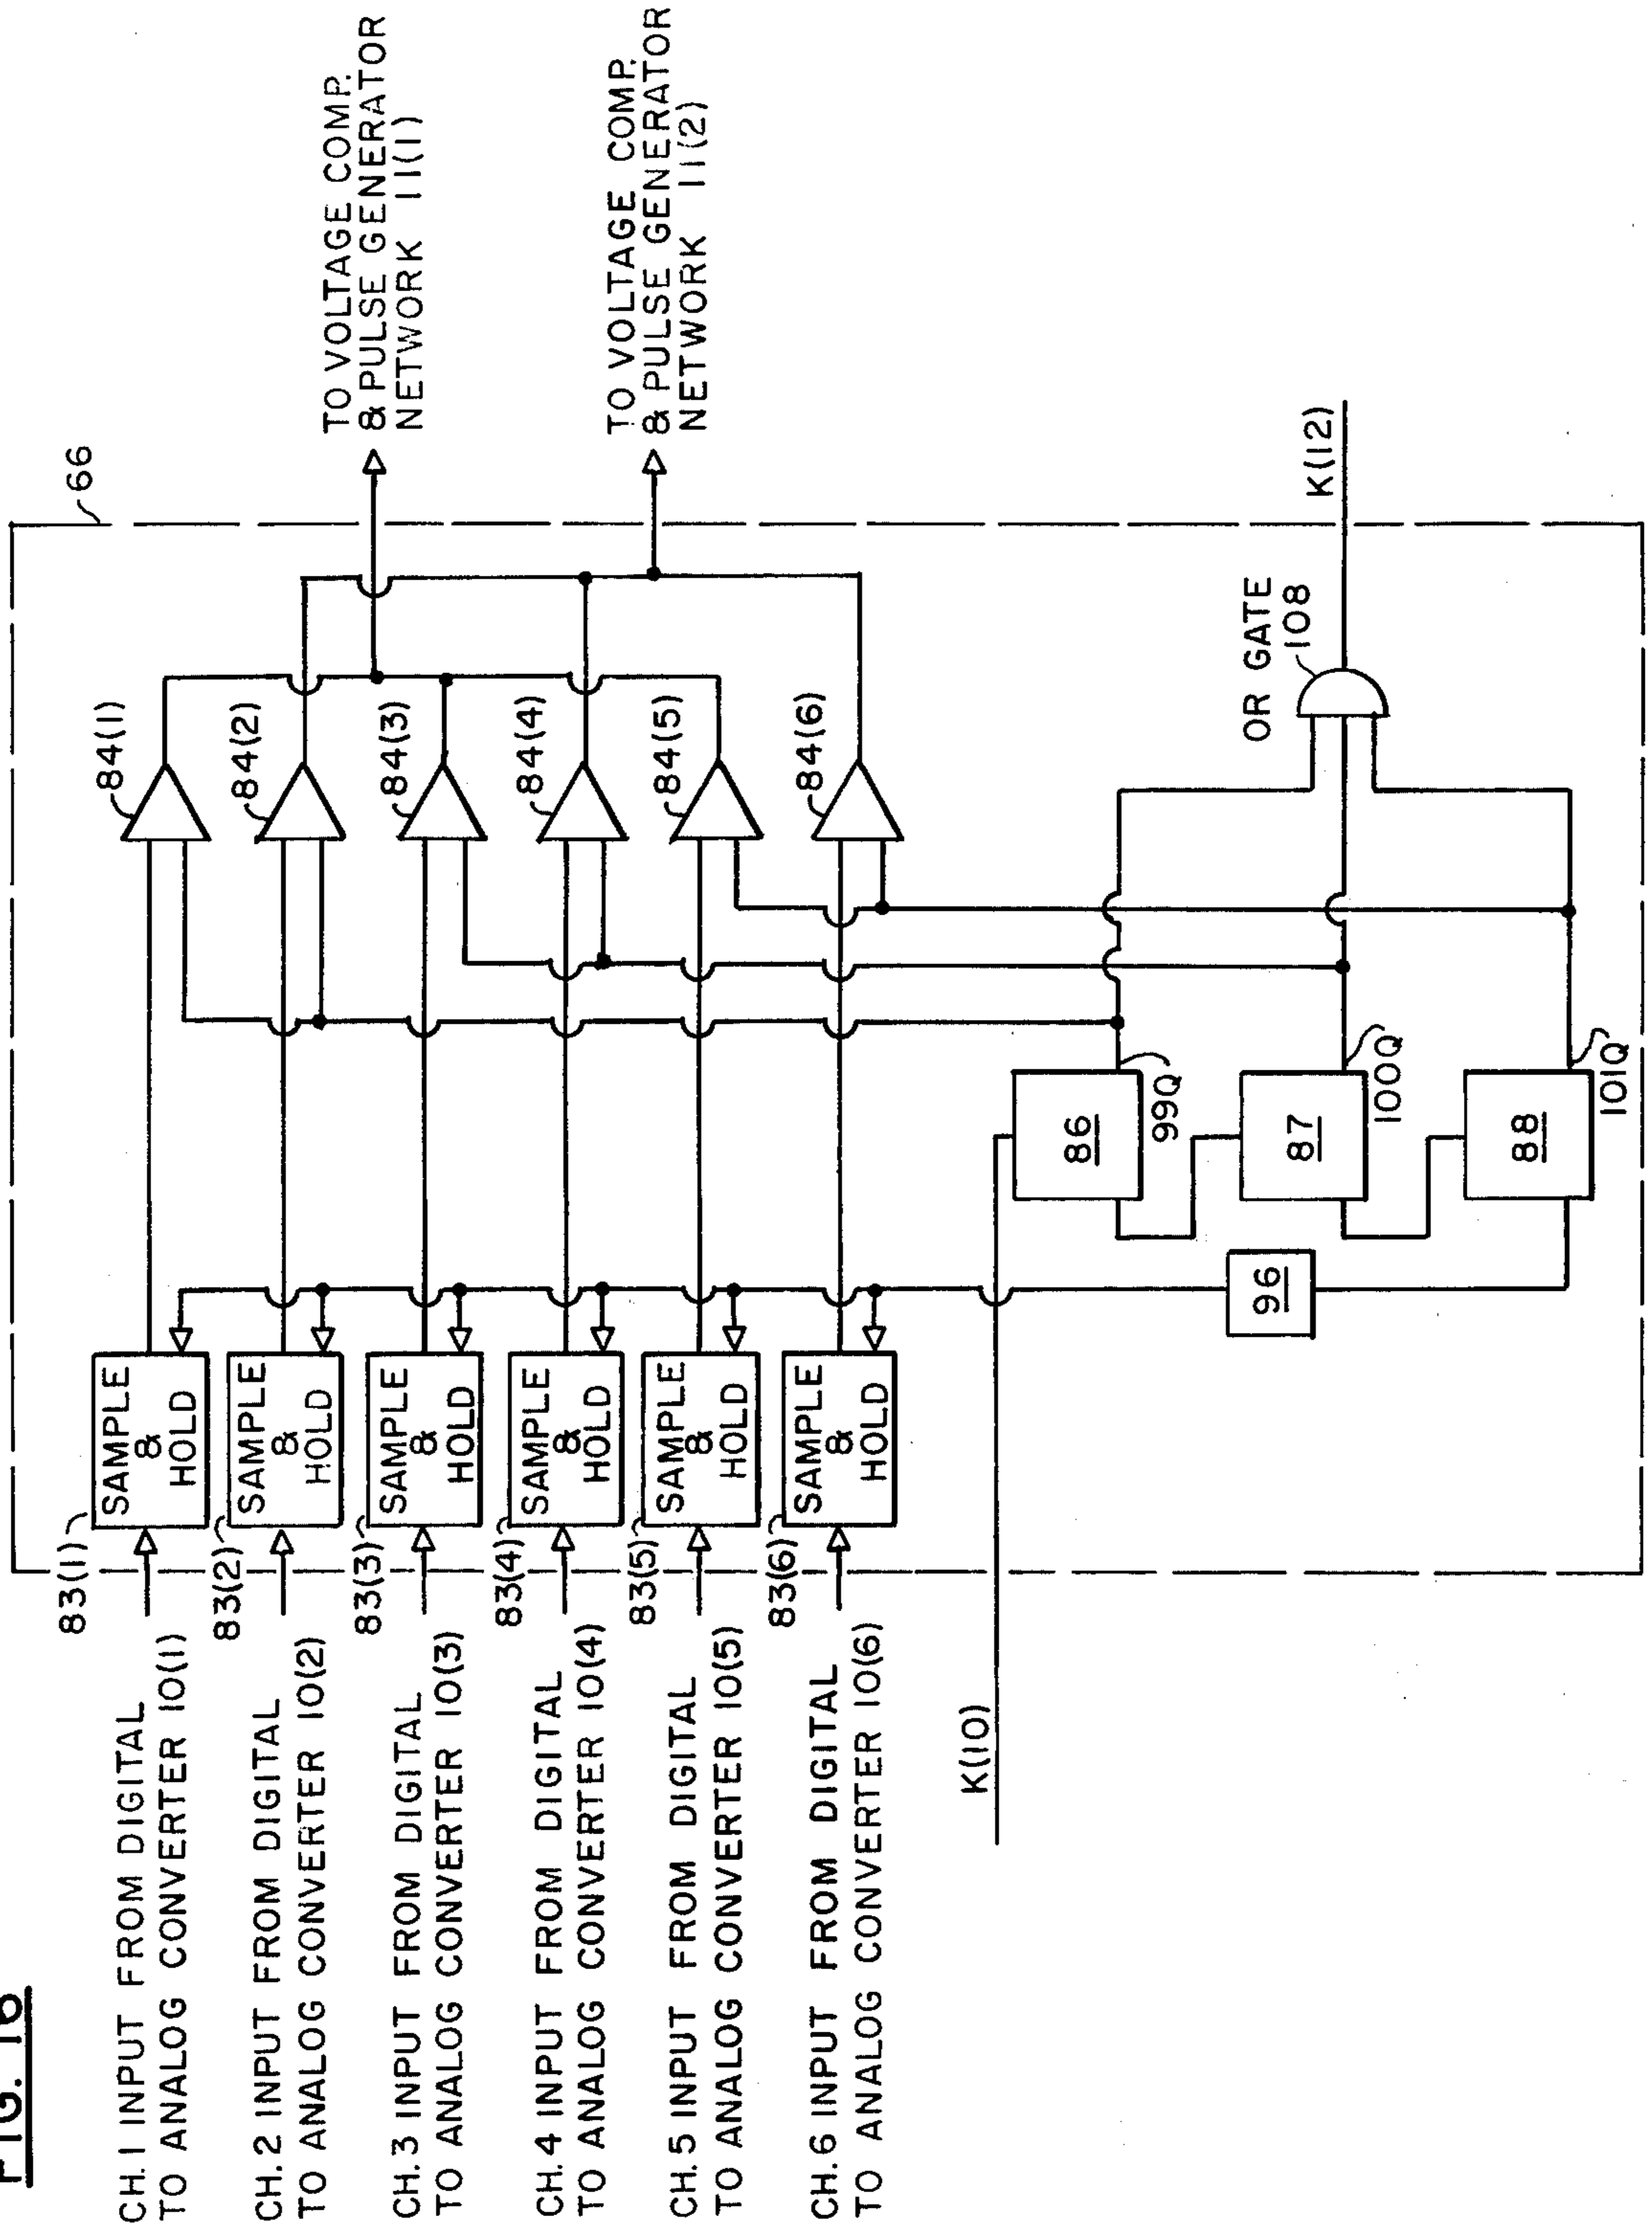 FIG. 16
CH.1 INPUT FROM DIGITAL
TO ANALOG CONVERTER 10(1)
CH.2 INPUT FROM DIGITAL
TO ANALOG CONVERTER 10(2)
CH.3 INPUT FROM DIGITAL
TO ANALOG CONVERTER 10(3)
CH.4 INPUT FROM DIGITAL
TO ANALOG CONVERTER 10(4)
CH.5 INPUT FROM DIGITAL
TO ANALOG CONVERTER 10(5)
CH.6 INPUT FROM DIGITAL
TO ANALOG CONVERTER 10(6)
K(10)
83(1)
SAMPLE
&
HOLD
83(2)
SAMPLE
&
HOLD
83(3)
SAMPLE
&
HOLD
83(4)
SAMPLE
&
HOLD
83(5)
SAMPLE
&
HOLD
83(6)
SAMPLE
&
HOLD
96
86
99Q
87
100Q
88
101Q
84(1)
84(2)
84(3)
84(4)
84(5)
84(6)
OR GATE
108
66
K(12)
TO VOLTAGE COMP.
& PULSE GENERATOR
NETWORK 11(1)
TO VOLTAGE COMP.
& PULSE GENERATOR
NETWORK 11(2)